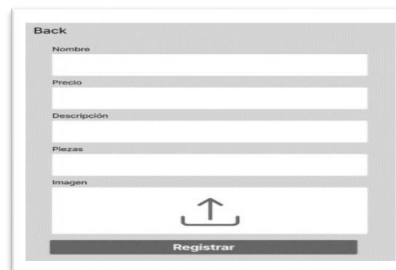 Back
Nombre
Precio
Descripción
Piezas
Imagen
Registrar